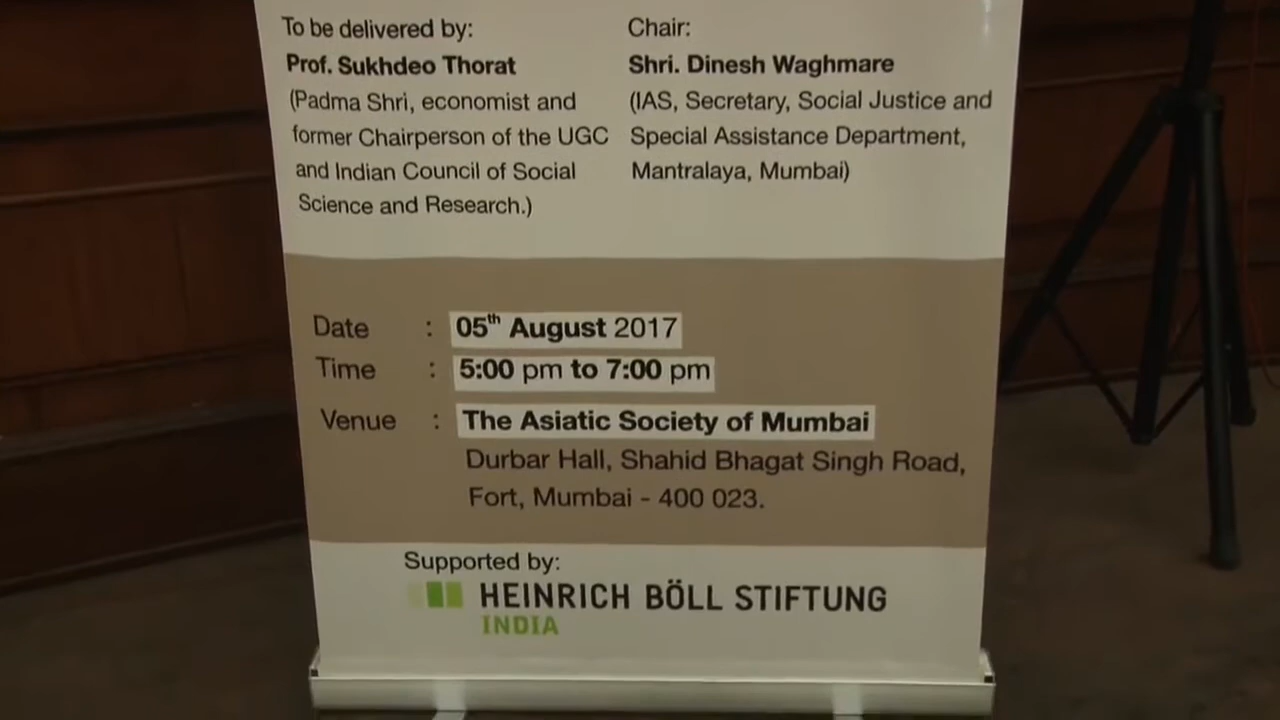 To be delivered by:
Prof. Sukhdeo Thorat
(Padma Shri, economist and
former Chairperson of the UGC
and Indian Council of Social
Science and Research.)
Chair:
Shri. Dinesh Waghmare
(IAS, Secretary, Social Justice and
Special Assistance Department,
Mantralaya, Mumbai)
Date : 05th August 2017
Time : 5:00 pm to 7:00 pm
Venue : The Asiatic Society of Mumbai
Durbar Hall, Shahid Bhagat Singh Road,
Fort, Mumbai - 400 023.
Supported by:
HEINRICH BÖLL STIFTUNG
INDIA